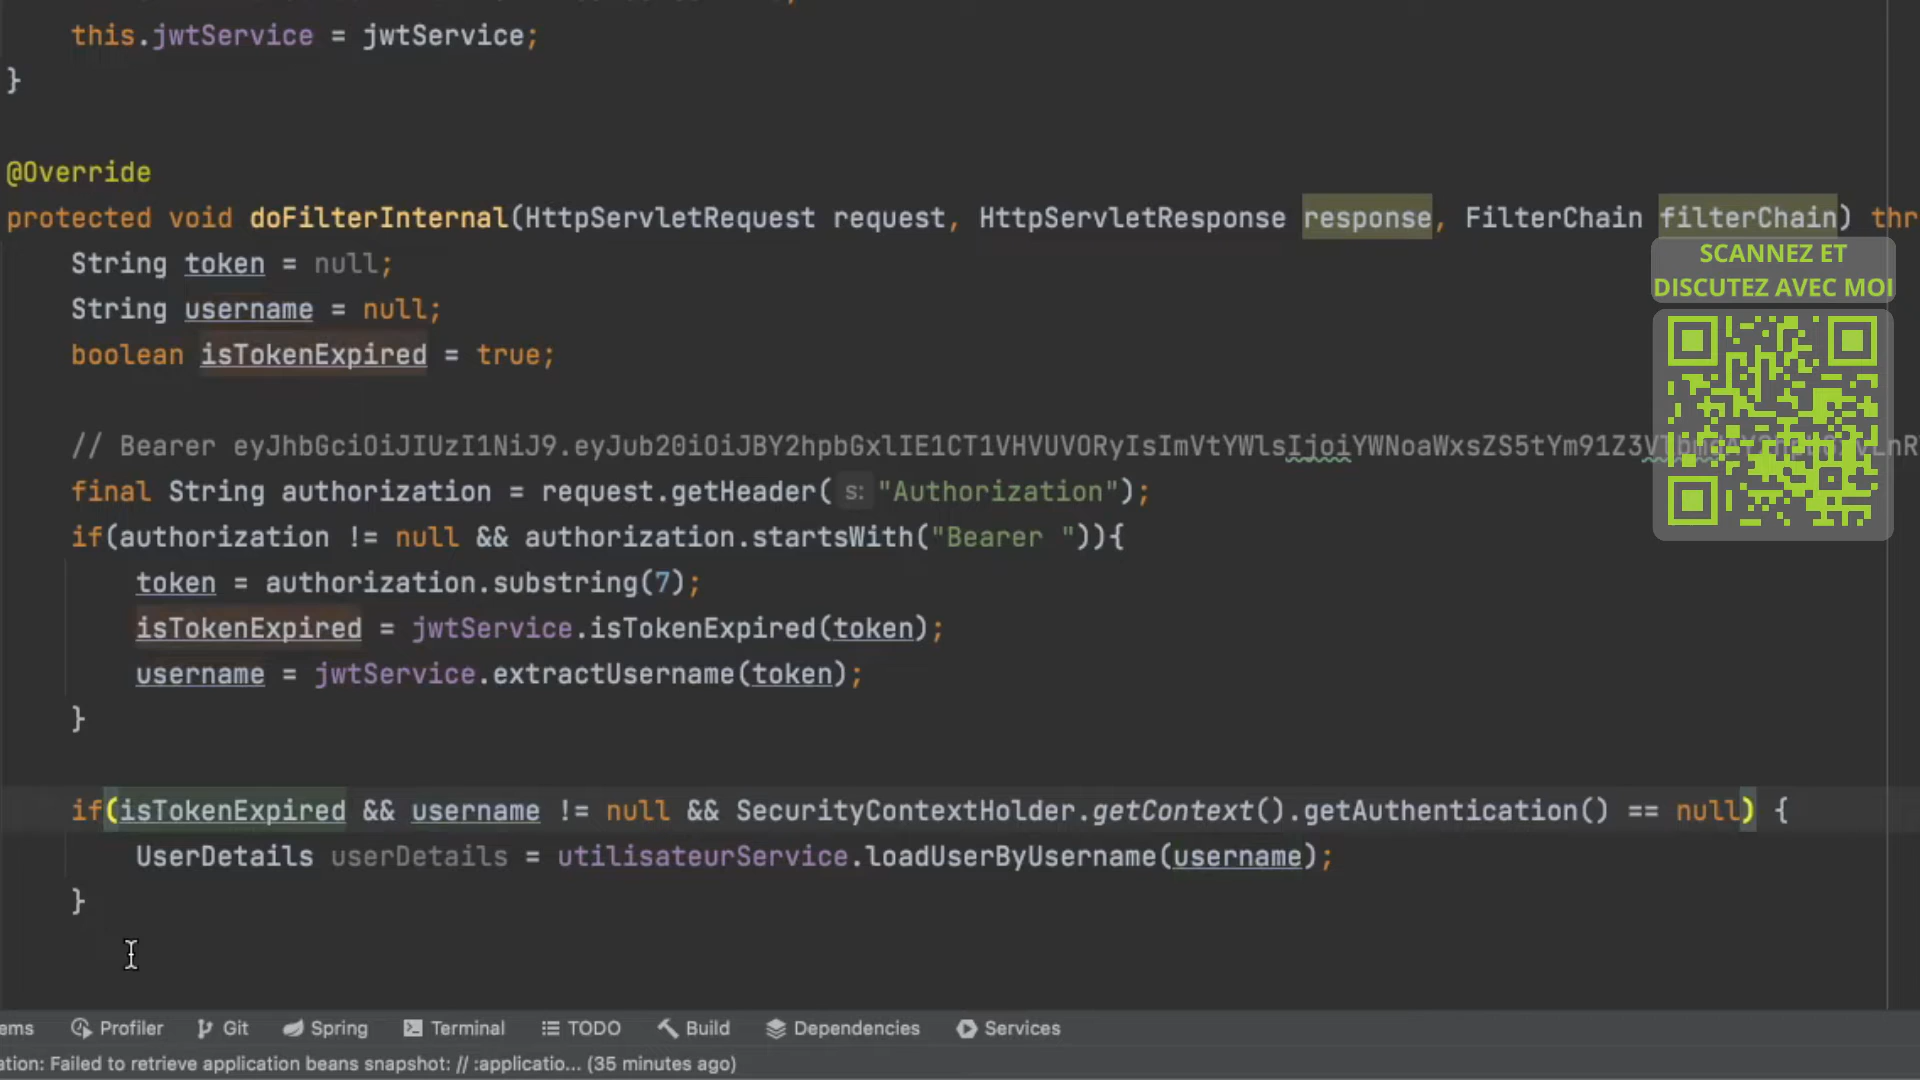 this.jwtService = jwtService;
}
@Override
protected void doFilterInternal(HttpServletRequest request, HttpServletResponse response, FilterChain filterChain) thr
String token = null;
String username = null;
boolean isTokenExpired = true;
SCANNEZ ET
DISCUTEZ AVEC MOI
// Bearer eyJhbGciOiJIUzI1NiJ9.eyJub20iOiJBY2hpbGxlIE1CT1VHVUVORyIsImVtYWlsIjoiYWNoaWxsZS5tYm91Z3V
final String authorization = request.getHeader( s: "Authorization");
if(authorization != null && authorization.startsWith("Bearer ")){
token = authorization.substring(7);
isTokenExpired = jwtService.isTokenExpired(token);
username = jwtService.extractUsername(token);
}
if(isTokenExpired && username != null && SecurityContextHolder.getContext().getAuthentication() == null) {
UserDetails userDetails = utilisateurService.loadUserByUsername(username);
}
ems Profiler Git Spring Terminal TODO Build Dependencies Services
ation: Failed to retrieve application beans snapshot: // :applicatio... (35 minutes ago)